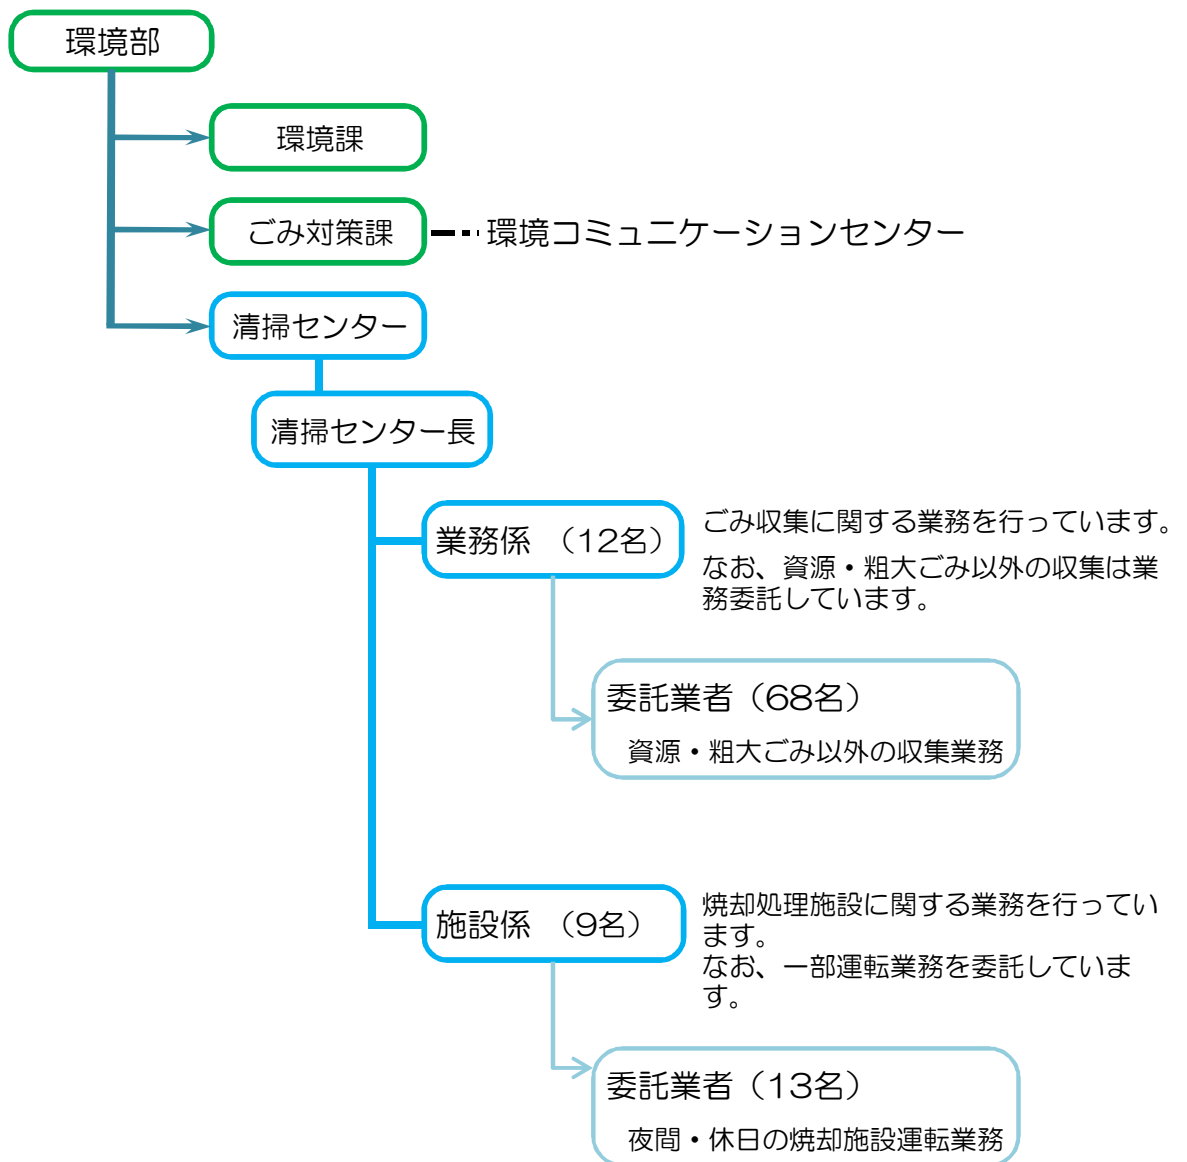 環境部
環境課
ごみ対策課
環境コミュニケーションセンター
清掃センター
清掃センター長
業務係 （12名）
ごみ収集に関する業務を行っています。
なお、資源・粗大ごみ以外の収集は業
務委託しています。
委託業者（68名）
資源・粗大ごみ以外の収集業務
施設係 （9名）
焼却処理施設に関する業務を行ってい
ます。
なお、一部運転業務を委託していま
す。
委託業者（13名）
夜間・休日の焼却施設運転業務